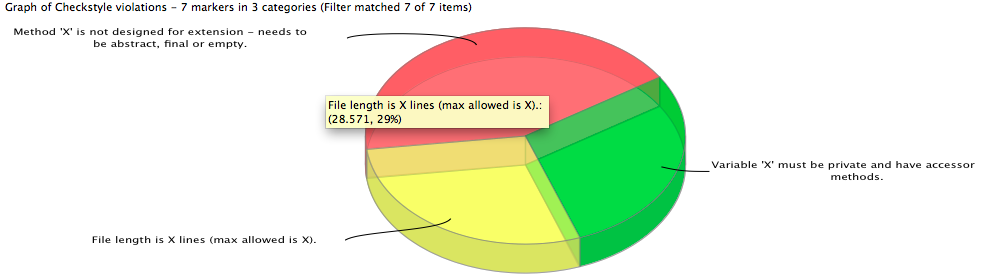 Graph of Checkstyle violations - 7 markers in 3 categories (Filter matched 7 of 7 items)
Method 'X' is not designed for extension - needs to
be abstract, final or empty.
File length is X lines (max allowed is X).:
(28.571, 29%)
Variable 'X' must be private and have accessor
methods.
File length is X lines (max allowed is X).